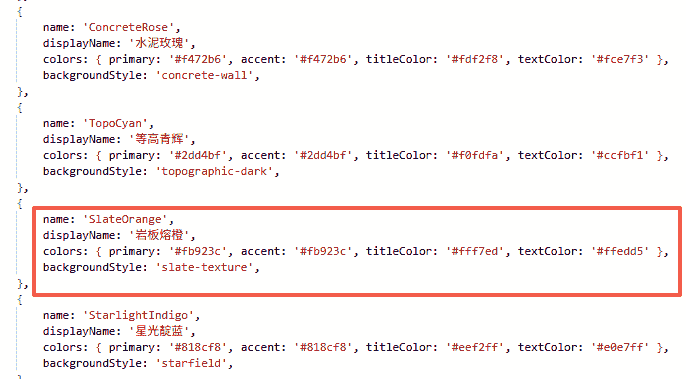 },
{
name: 'ConcreteRose',
displayName: '水泥玫瑰',
colors: { primary: '#f472b6', accent: '#f472b6', titleColor: '#fdf2f8', textColor: '#fce7f3' },
backgroundStyle: 'concrete-wall',
},
{
name: 'TopoCyan',
displayName: '等高青辉',
colors: { primary: '#2dd4bf', accent: '#2dd4bf', titleColor: '#f0fdfa', textColor: '#ccfbf1' },
backgroundStyle: 'topographic-dark',
},
{
name: 'SlateOrange',
displayName: '岩板熔橙',
colors: { primary: '#fb923c', accent: '#fb923c', titleColor: '#fff7ed', textColor: '#ffedd5' },
backgroundStyle: 'slate-texture',
},
{
name: 'StarlightIndigo',
displayName: '星光靛蓝',
colors: { primary: '#818cf8', accent: '#818cf8', titleColor: '#eef2ff', textColor: '#e0e7ff' },
backgroundStyle: 'starfield',
}